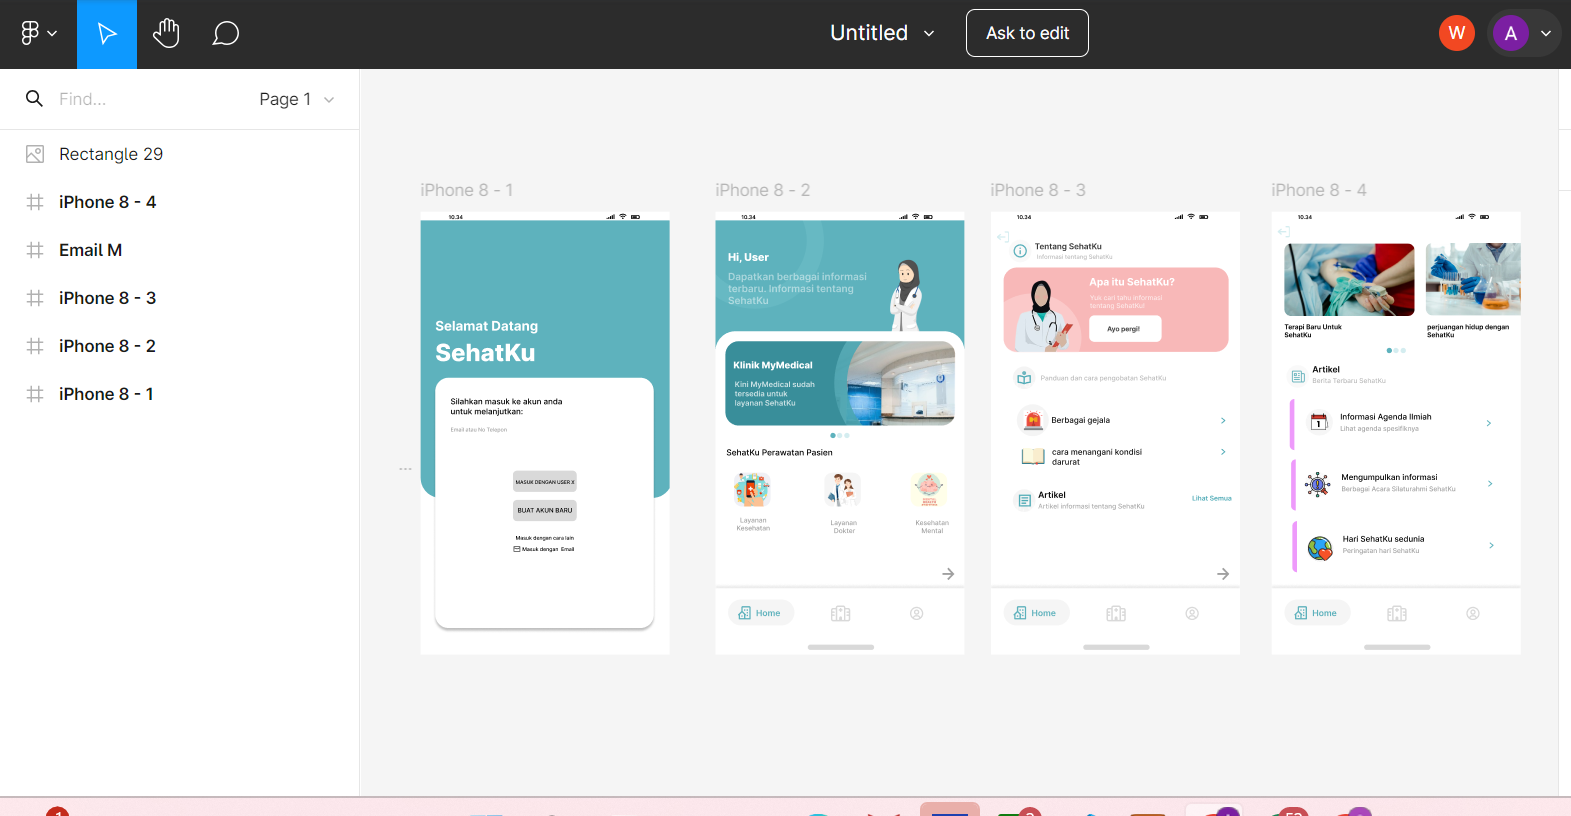 Untitled
Ask to edit
W
A
Find...
Page 1
Rectangle 29
iPhone 8 - 4
Email M
iPhone 8 - 3
iPhone 8 - 2
iPhone 8 - 1
iPhone 8 - 1
10.34
Selamat Datang
SehatKu
Silahkan masuk ke akun anda
untuk melanjutkan:
Email atau No Telepon
MASUK DENGAN USER X
BUAT AKUN BARU
Masuk dengan cara lain
Masuk dengan Email
iPhone 8 - 2
10.34
Hi, User
Dapatkan berbagai informasi
terbaru. Informasi tentang
SehatKu
Klinik MyMedical
Kini MyMedical sudah
tersedia untuk
layanan SehatKu
SehatKu Perawatan Pasien
Layanan
Kesehatan
Layanan
Dokter
Kesehatan
Mental
Home
iPhone 8 - 3
10.34
Tentang SehatKu
Informasi tentang SehatKu
Apa itu SehatKu?
Yuk cari tahu informasi
tentang SehatKu!
Ayo pergi!
Panduan dan cara pengobatan SehatKu
Berbagai gejala
cara menangani kondisi
darurat
Artikel
Artikel informasi tentang SehatKu
Lihat Semua
Home
iPhone 8 - 4
10.34
Terapi Baru Untuk
SehatKu
perjuangan hidup dengan
SehatKu
Artikel
Berita Terbaru SehatKu
1
Informasi Agenda Ilmiah
Lihat agenda spesifiknya
Mengumpulkan informasi
Berbagai Acara Silaturahmi SehatKu
Hari SehatKu sedunia
Peringatan hari SehatKu
Home